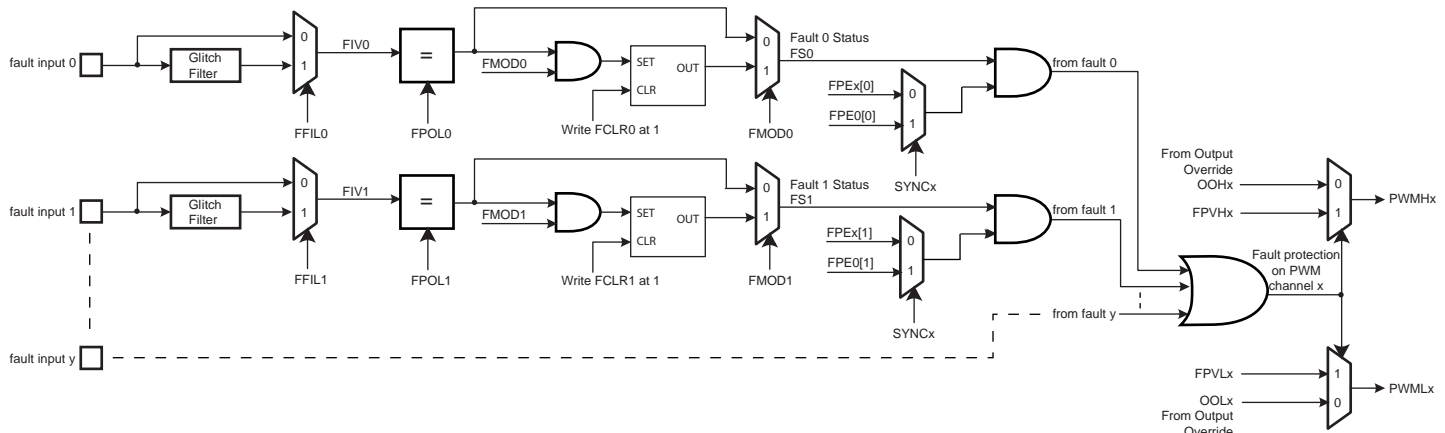 fault input 0
Glitch
Filter
0
1
FFIL0
FIV0
=
FPOL0
FMOD0
SET
OUT
CLR
Write FCLR0 at 1
0
1
FMOD0
Fault 0 Status
FS0
FPEx[0]
FPE0[0]
0
1
SYNCx
from fault 0
fault input 1
Glitch
Filter
0
1
FFIL1
FIV1
=
FPOL1
FMOD1
SET
OUT
CLR
Write FCLR1 at 1
0
1
FMOD1
Fault 1 Status
FS1
FPEx[1]
FPE0[1]
0
1
SYNCx
from fault 1
fault input y
from fault y
Fault protection
on PWM
channel x
From Output
Override
OOHx
FPVHx
0
1
PWMHx
FPVLx
OOLx
From Output
Override
1
0
PWMLx